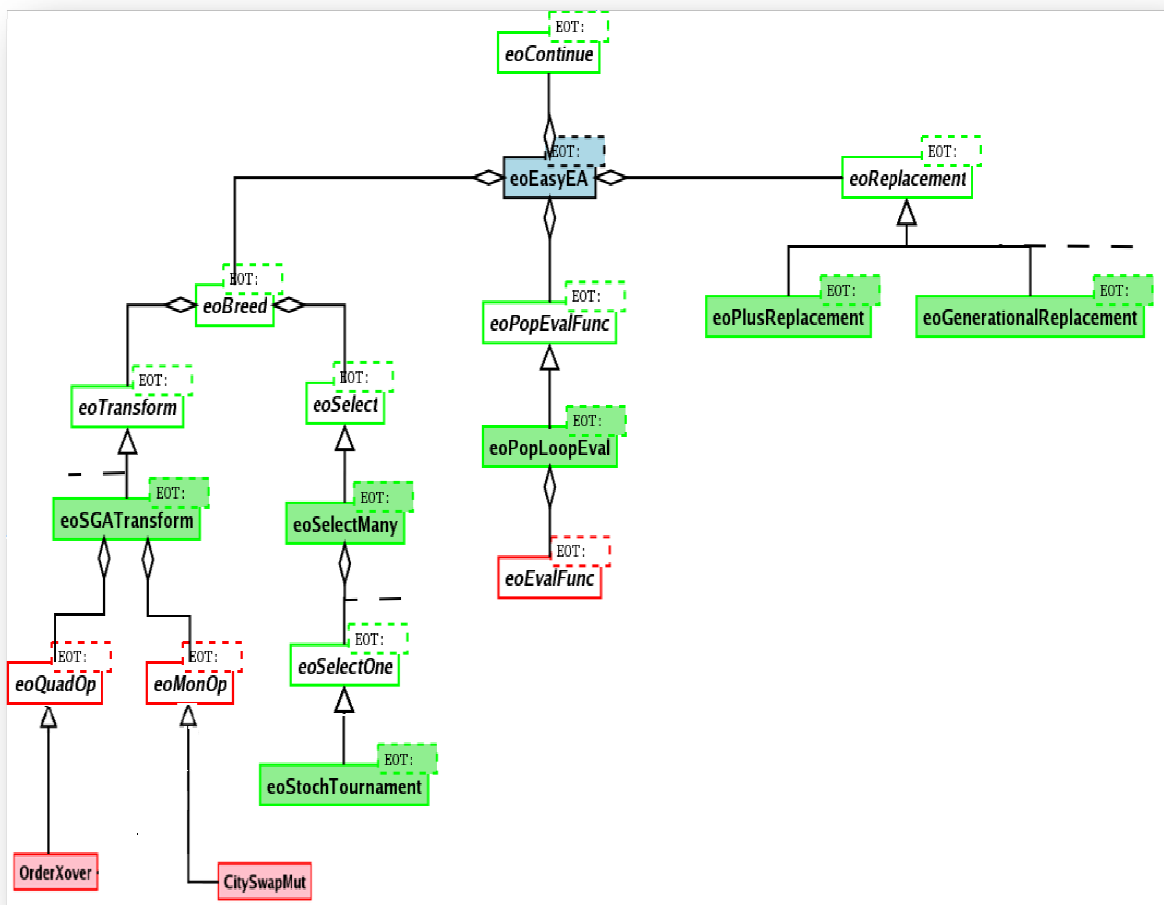 EOT:
eoContinue
EOT:
eoEasyEA
EOT:
eoReplacement
EOT:
eoBreed
EOT:
eoPopEvalFunc
EOT:
eoPlusReplacement
EOT:
eoGenerationalReplacement
EOT:
eoTransform
EOT:
eoSelect
EOT:
eoPopLoopEval
EOT:
eoSGATransform
EOT:
eoSelectMany
EOT:
eoEvalFunc
EOT:
eoQuadOp
EOT:
eoMonOp
EOT:
eoSelectOne
EOT:
eoStochTournament
OrderXover
CitySwapMut